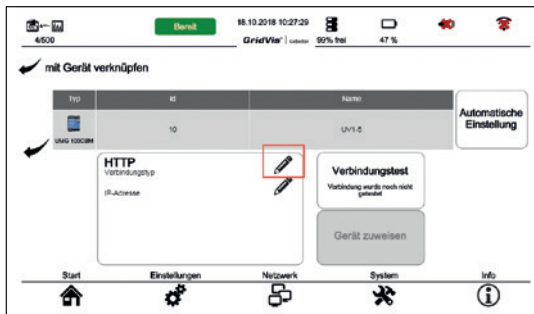 4/500
Bereit
18.10.2018 10:27:29
GridVis®
99% frei
47 %
mit Gerät verknüpfen
Typ Id Name
10 UV1-5
Automatische
Einstellung
HTTP
Verbindungstyp
IP-Adresse
Verbindungstest
Verbindung wurde noch nicht
getestet
Gerät zuweisen
Start Einstellungen Netzwerk System Info